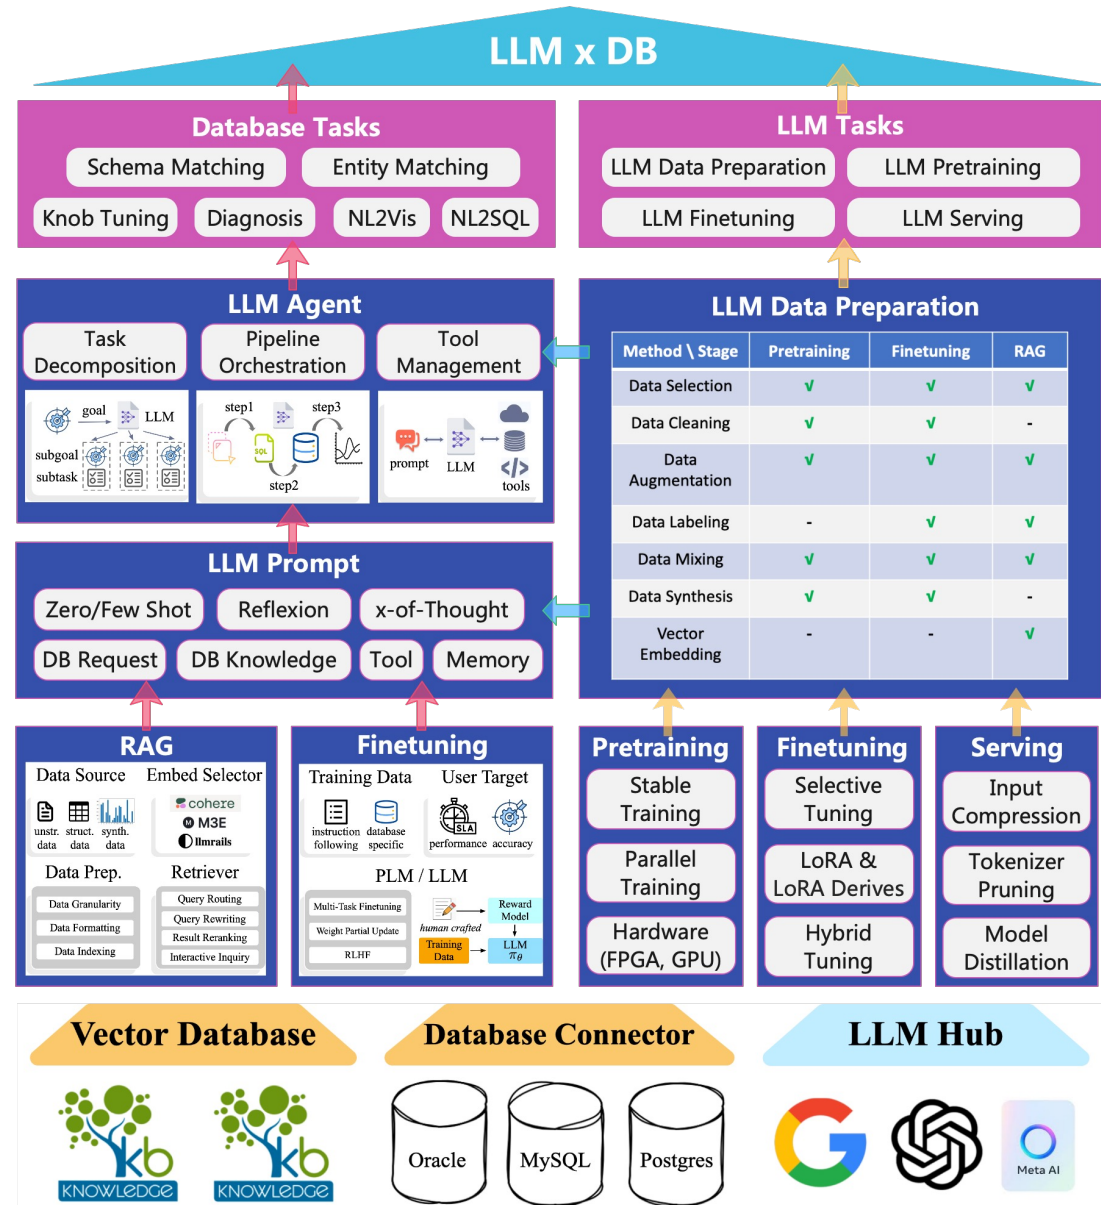 LLM x DB
Database Tasks
Schema Matching
Entity Matching
Knob Tuning
Diagnosis
NL2Vis
NL2SQL
LLM Tasks
LLM Data Preparation
LLM Pretraining
LLM Finetuning
LLM Serving
LLM Agent
Task
Decomposition
Pipeline
Orchestration
Tool
Management
goal
LLM
subgoal
subtask
step1
step3
SQL
step2
prompt
LLM
tools
LLM Data Preparation
Method \ Stage Pretraining Finetuning RAG
Data Selection √ √ √
Data Cleaning √ √ -
Data
Augmentation √ √ √
Data Labeling - √ √
Data Mixing √ √ √
Data Synthesis √ √ -
Vector
Embedding - - √
LLM Prompt
Zero/Few Shot
Reflexion
x-of-Thought
DB Request
DB Knowledge
Tool
Memory
RAG
Data Source
unstr.
data
struct.
data
synth.
data
Embed Selector
cohere
M3E
llmrails
Data Prep.
Data Granularity
Data Formatting
Data Indexing
Retriever
Query Routing
Query Rewriting
Result Reranking
Interactive Inquiry
Finetuning
Training Data
instruction
following
database
specific
User Target
SLA
performance
accuracy
PLM / LLM
Multi-Task Finetuning
Weight Partial Update
RLHF
human crafted
Reward
Model
Training
Data
LLM
πθ
Pretraining
Stable
Training
Parallel
Training
Hardware
(FPGA, GPU)
Finetuning
Selective
Tuning
LoRA &
LoRA Derives
Hybrid
Tuning
Serving
Input
Compression
Tokenizer
Pruning
Model
Distillation
Vector Database
kb
KNOWLEDGE
kb
KNOWLEDGE
Database Connector
Oracle
MySQL
Postgres
LLM Hub
Meta AI